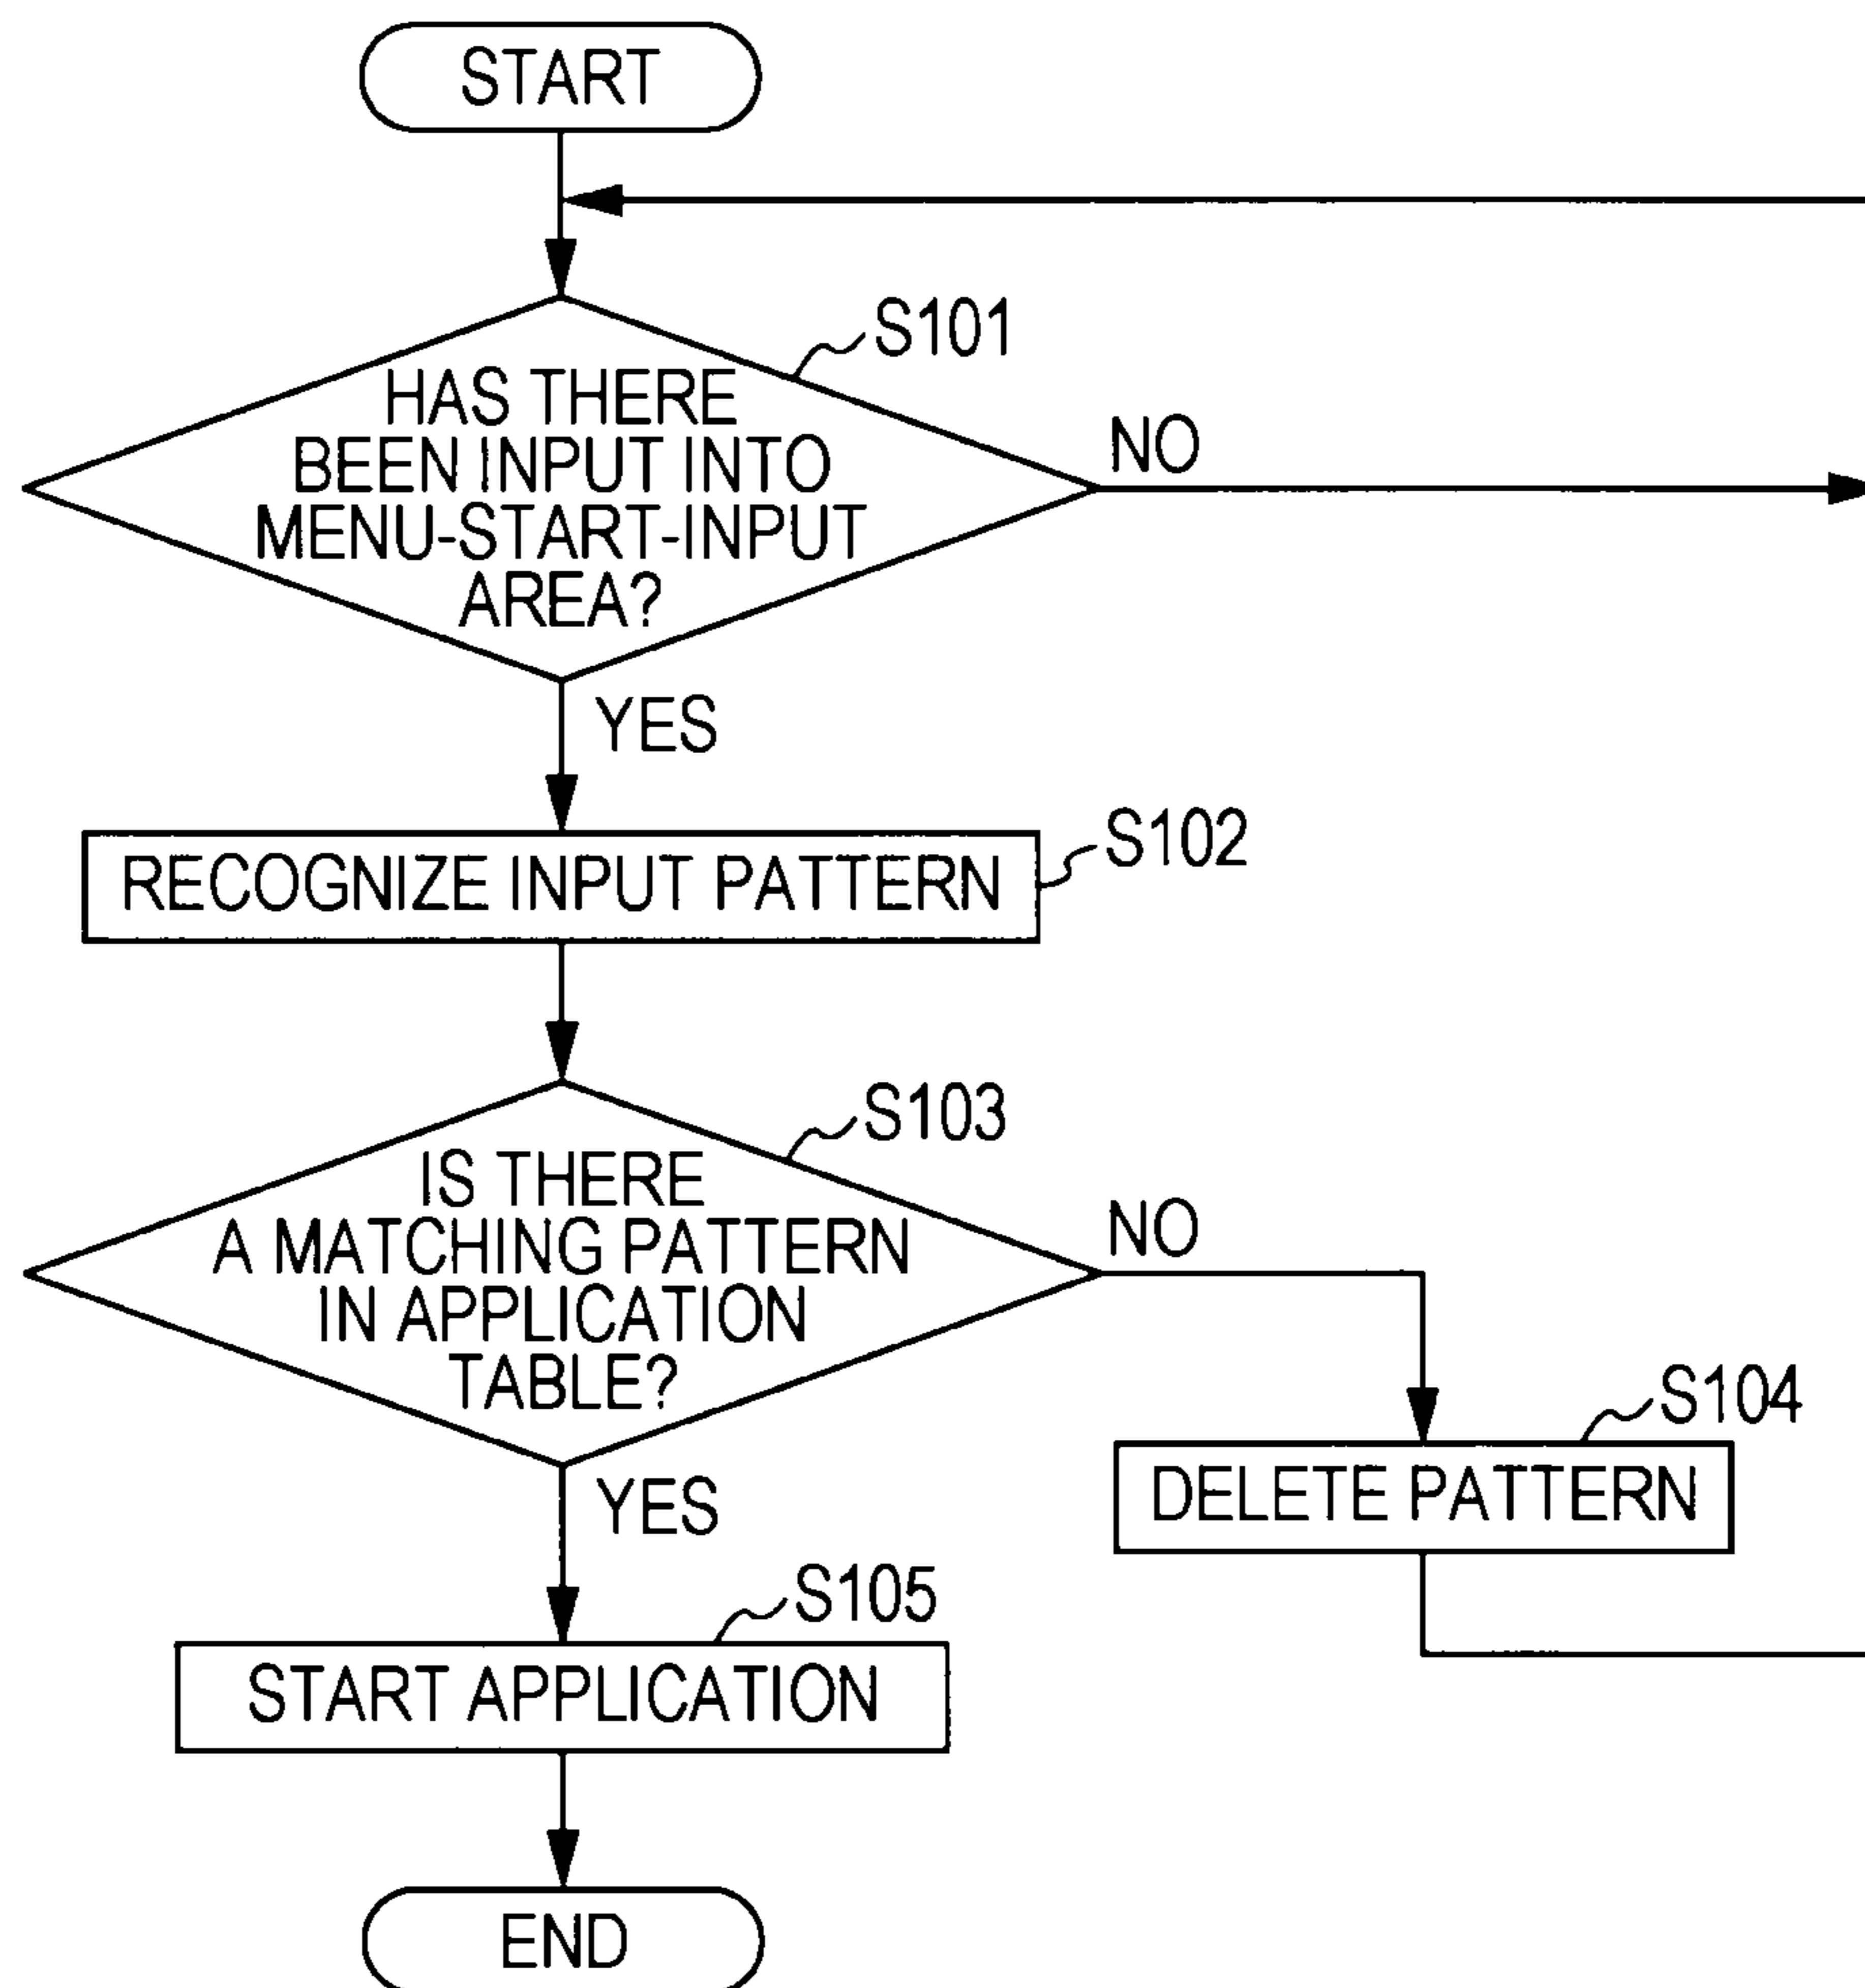 START
S101
HAS THERE
BEEN INPUT INTO
MENU-START-INPUT
AREA?
NO
YES
RECOGNIZE INPUT PATTERN
S102
S103
IS THERE
A MATCHING PATTERN
IN APPLICATION
TABLE?
NO
S104
DELETE PATTERN
YES
S105
START APPLICATION
END